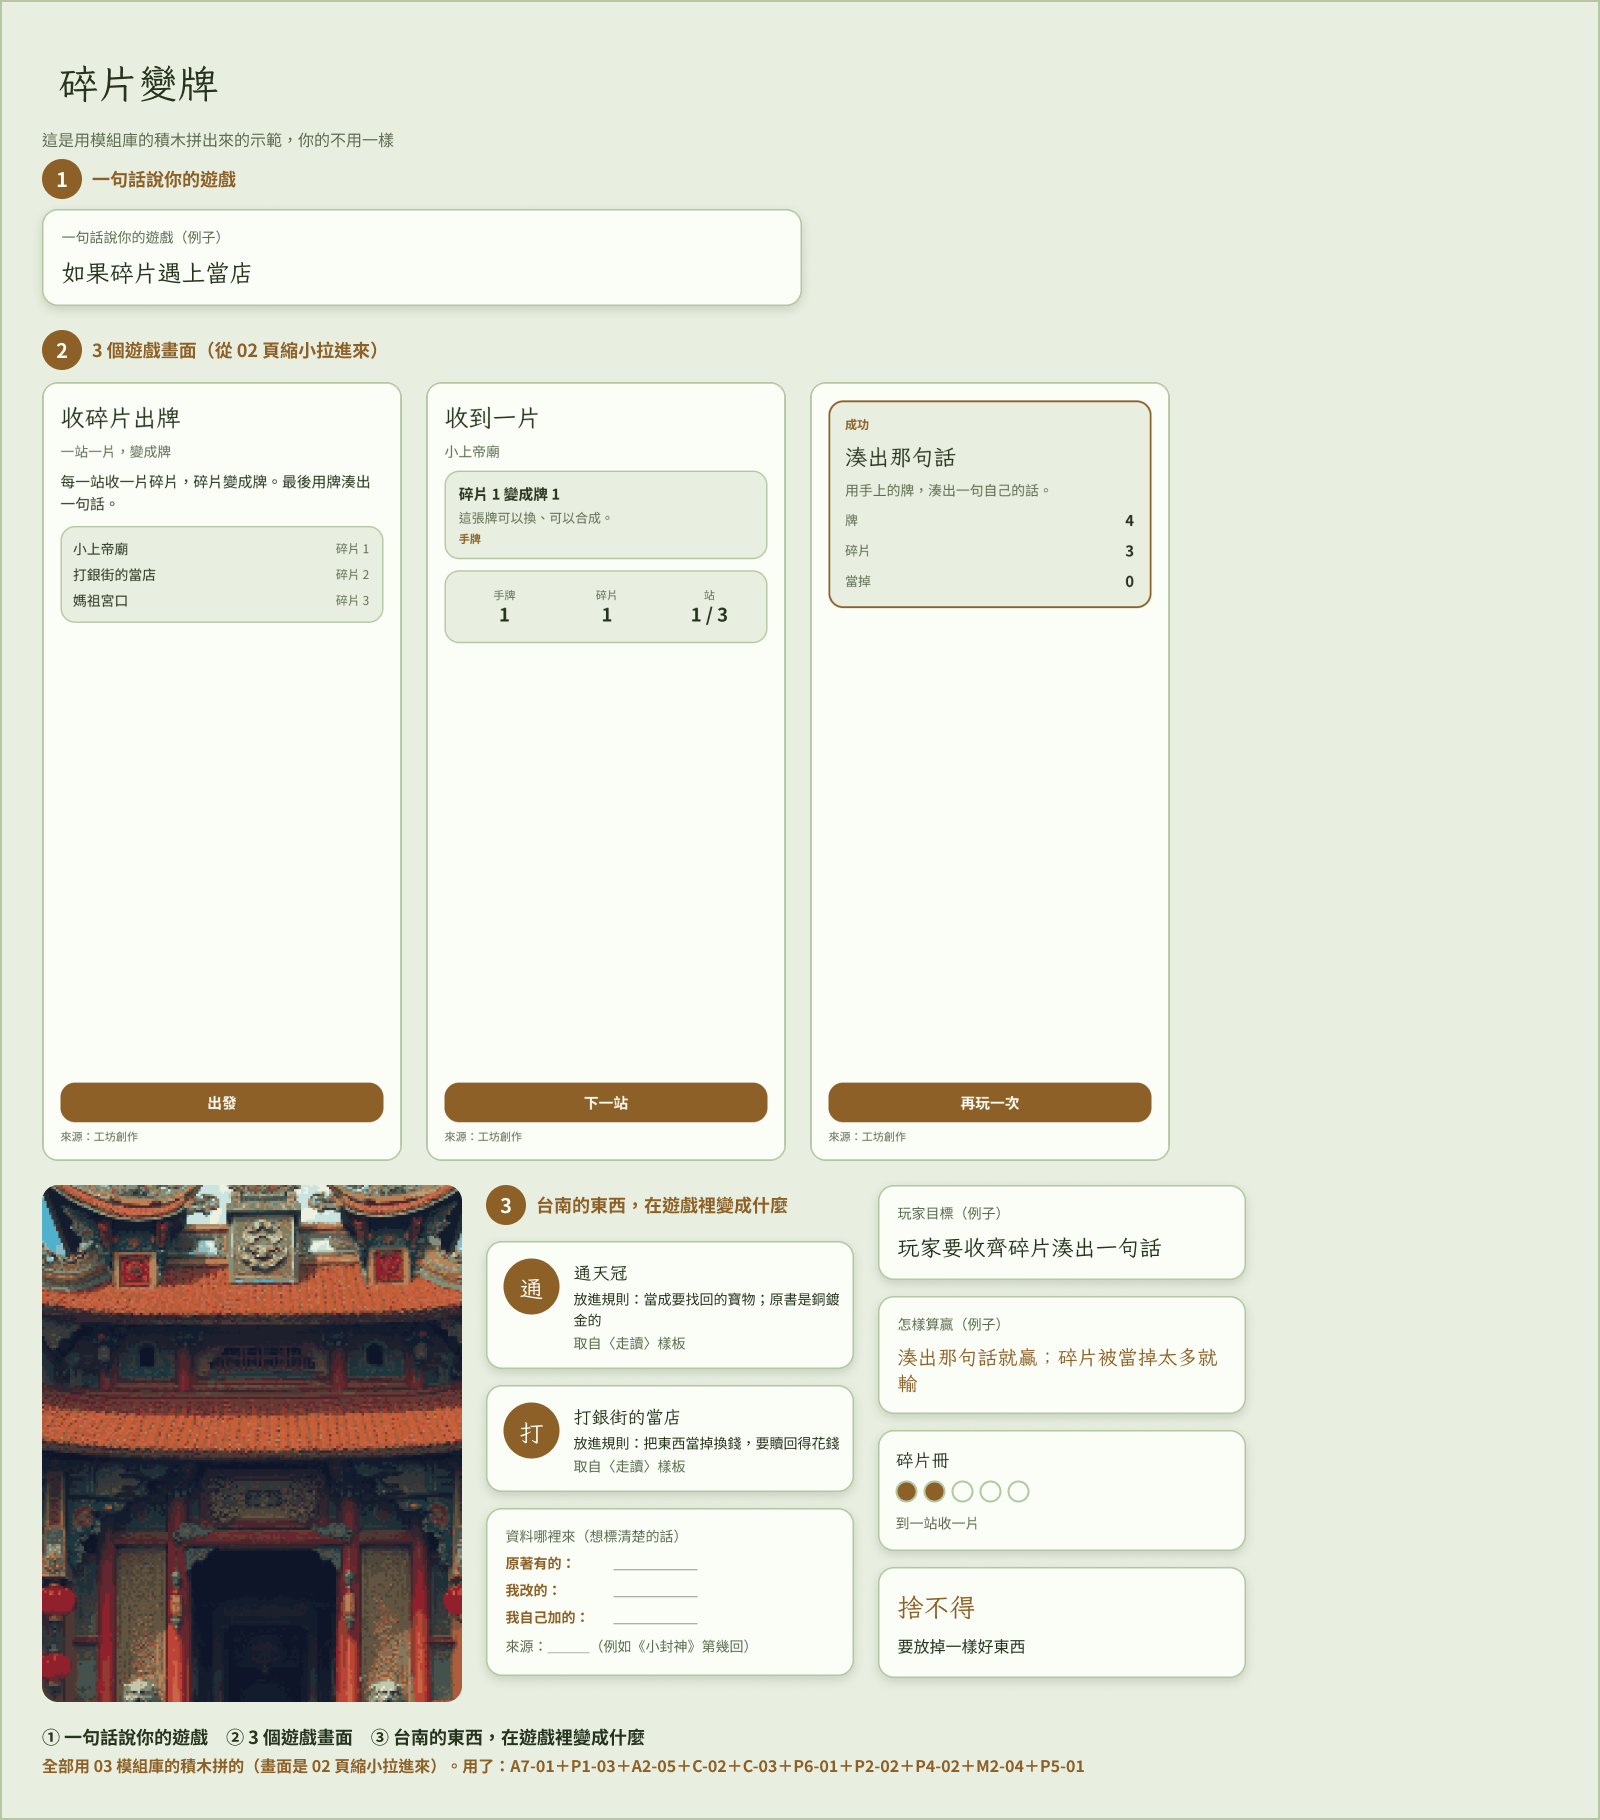 碎片變牌
這是用模組庫的積木拼出來的示範，你的不用一樣
1 一句話說你的遊戲
一句話說你的遊戲（例子）
如果碎片遇上當店
2 3 個遊戲畫面（從 02 頁縮小拉進來）
收碎片出牌
一站一片，變成牌
每一站收一片碎片，碎片變成牌。最後用牌湊出
一句話。
小上帝廟 碎片 1
打銀街的當店 碎片 2
媽祖宮口 碎片 3
出發
來源：工坊創作
收到一片
小上帝廟
碎片 1 變成牌 1
這張牌可以換、可以合成。
手牌
手牌 碎片 站
1 1 1 / 3
下一站
來源：工坊創作
成功
湊出那句話
用手上的牌，湊出一句自己的話。
牌 4
碎片 3
當掉 0
再玩一次
來源：工坊創作
3 台南的東西，在遊戲裡變成什麼
通
通天冠
放進規則：當成要找回的寶物；原書是銅鍍
金的
取自〈走讀〉樣板
打
打銀街的當店
放進規則：把東西當掉換錢，要贖回得花錢
取自〈走讀〉樣板
資料哪裡來（想標清楚的話）
原著有的： ____________
我改的： ____________
我自己加的： ____________
來源：______（例如《小封神》第幾回）
玩家目標（例子）
玩家要收齊碎片湊出一句話
怎樣算贏（例子）
湊出那句話就贏；碎片被當掉太多就
輸
碎片冊
到一站收一片
捨不得
要放掉一樣好東西
① 一句話說你的遊戲 ② 3 個遊戲畫面 ③ 台南的東西，在遊戲裡變成什麼
全部用 03 模組庫的積木拼的（畫面是 02 頁縮小拉進來）。用了：A7-01＋P1-03＋A2-05＋C-02＋C-03＋P6-01＋P2-02＋P4-02＋M2-04＋P5-01